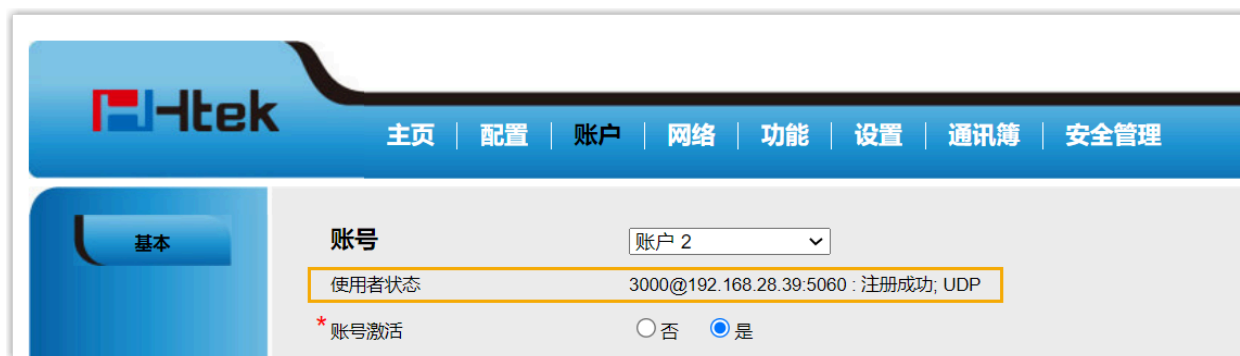 Htek
主页 配置 账户 网络 功能 设置 通讯簿 安全管理
基本
账号 账户 2
使用者状态 3000@192.168.28.39:5060 : 注册成功; UDP
*账号激活 否 是